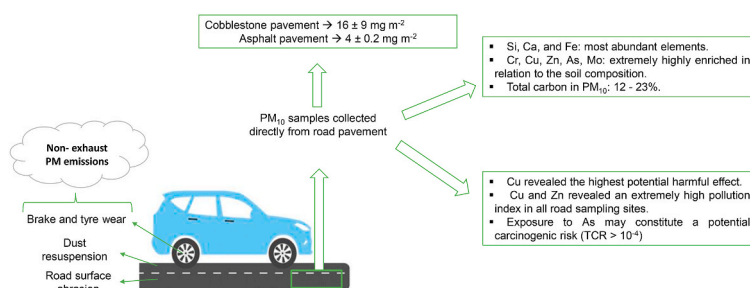 Cobblestone pavement → 16 ± 9 mg m⁻²
Asphalt pavement → 4 ± 0.2 mg m⁻²
▪ Si, Ca, and Fe: most abundant elements.
▪ Cr, Cu, Zn, As, Mo: extremely highly enriched in
relation to the soil composition.
▪ Total carbon in PM₁₀: 12 - 23%.
PM₁₀ samples collected
directly from road pavement
Non- exhaust
PM emissions
▪ Cu revealed the highest potential harmful effect.
▪ Cu and Zn revealed an extremely high pollution
index in all road sampling sites.
▪ Exposure to As may constitute a potential
carcinogenic risk (TCR > 10⁻⁴)
Brake and tyre wear
Dust
resuspension
Road surface
abrasion